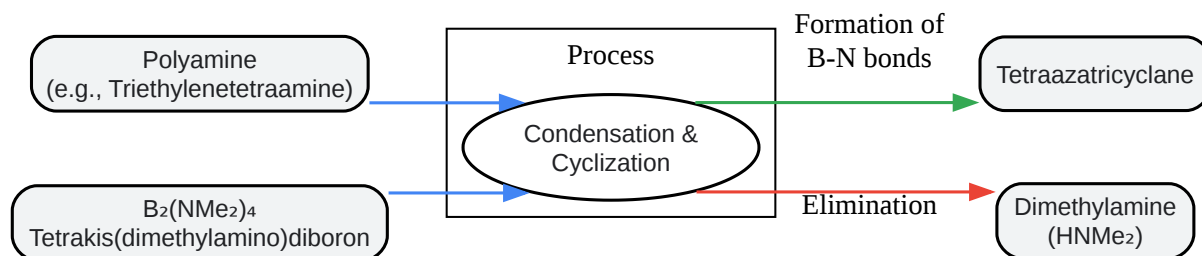 Polyamine
(e.g., Triethylenetetraamine)
B₂(NMe₂)₄
Tetrakis(dimethylamino)diboron
Process
Condensation &
Cyclization
Formation of
B-N bonds
Elimination
Tetraazatricyclane
Dimethylamine
(HNMe₂)